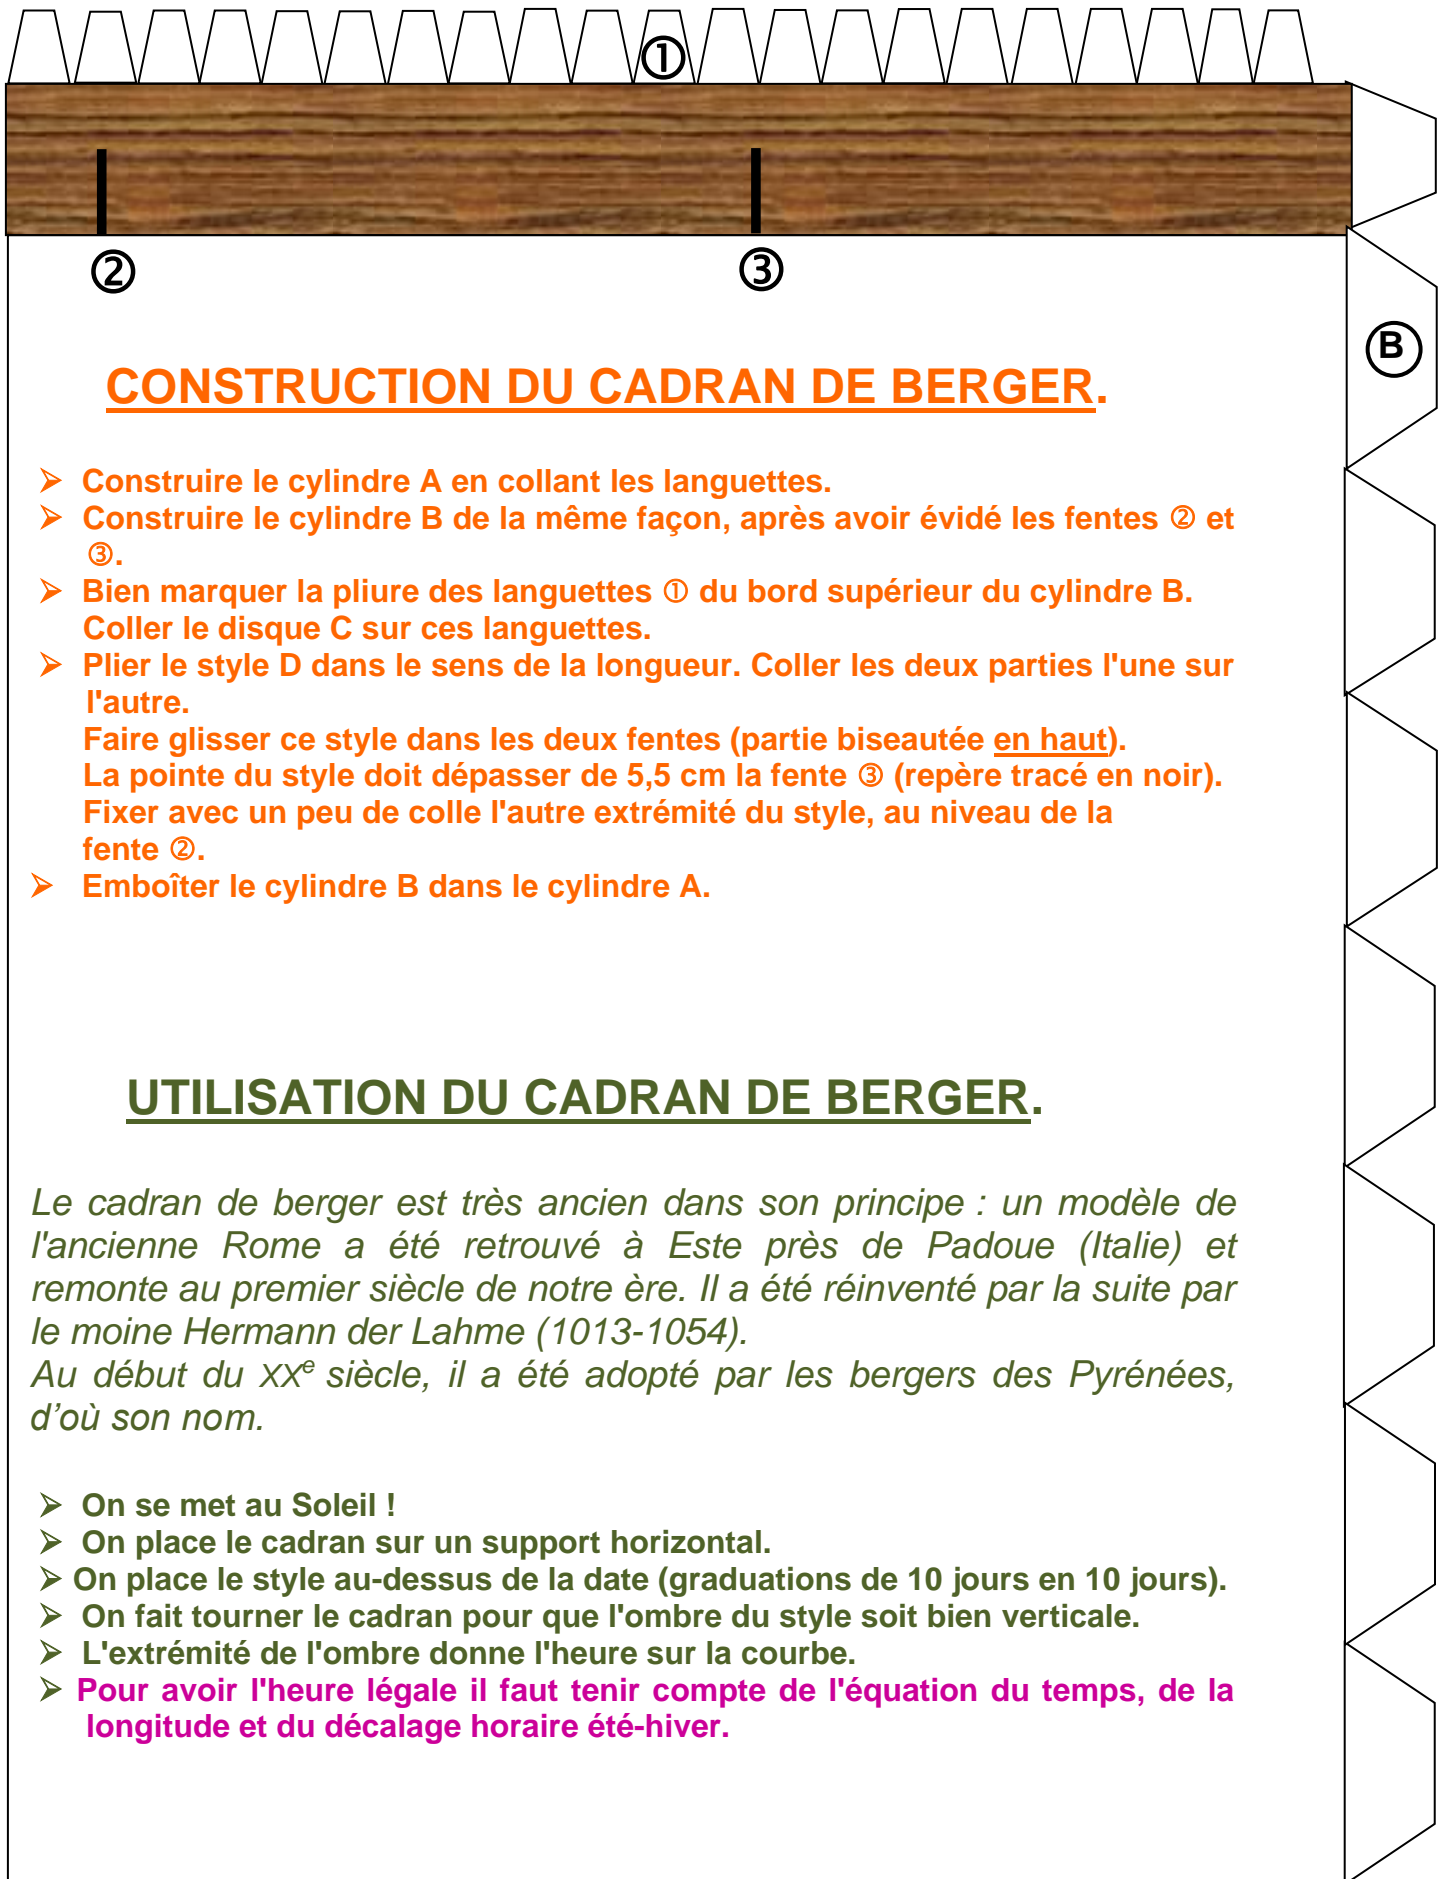 ①
② ③
B
CONSTRUCTION DU CADRAN DE BERGER.
➢ Construire le cylindre A en collant les languettes.
➢ Construire le cylindre B de la même façon, après avoir évidé les fentes ② et
③.
➢ Bien marquer la pliure des languettes ① du bord supérieur du cylindre B.
Coller le disque C sur ces languettes.
➢ Plier le style D dans le sens de la longueur. Coller les deux parties l'une sur
l'autre.
Faire glisser ce style dans les deux fentes (partie biseautée en haut).
La pointe du style doit dépasser de 5,5 cm la fente ③ (repère tracé en noir).
Fixer avec un peu de colle l'autre extrémité du style, au niveau de la
fente ②.
➢ Emboîter le cylindre B dans le cylindre A.
UTILISATION DU CADRAN DE BERGER.
Le cadran de berger est très ancien dans son principe : un modèle de
l'ancienne Rome a été retrouvé à Este près de Padoue (Italie) et
remonte au premier siècle de notre ère. Il a été réinventé par la suite par
le moine Hermann der Lahme (1013-1054).
Au début du XXe siècle, il a été adopté par les bergers des Pyrénées,
d’où son nom.
➢ On se met au Soleil !
➢ On place le cadran sur un support horizontal.
➢ On place le style au-dessus de la date (graduations de 10 jours en 10 jours).
➢ On fait tourner le cadran pour que l'ombre du style soit bien verticale.
➢ L'extrémité de l'ombre donne l'heure sur la courbe.
➢ Pour avoir l'heure légale il faut tenir compte de l'équation du temps, de la
longitude et du décalage horaire été-hiver.